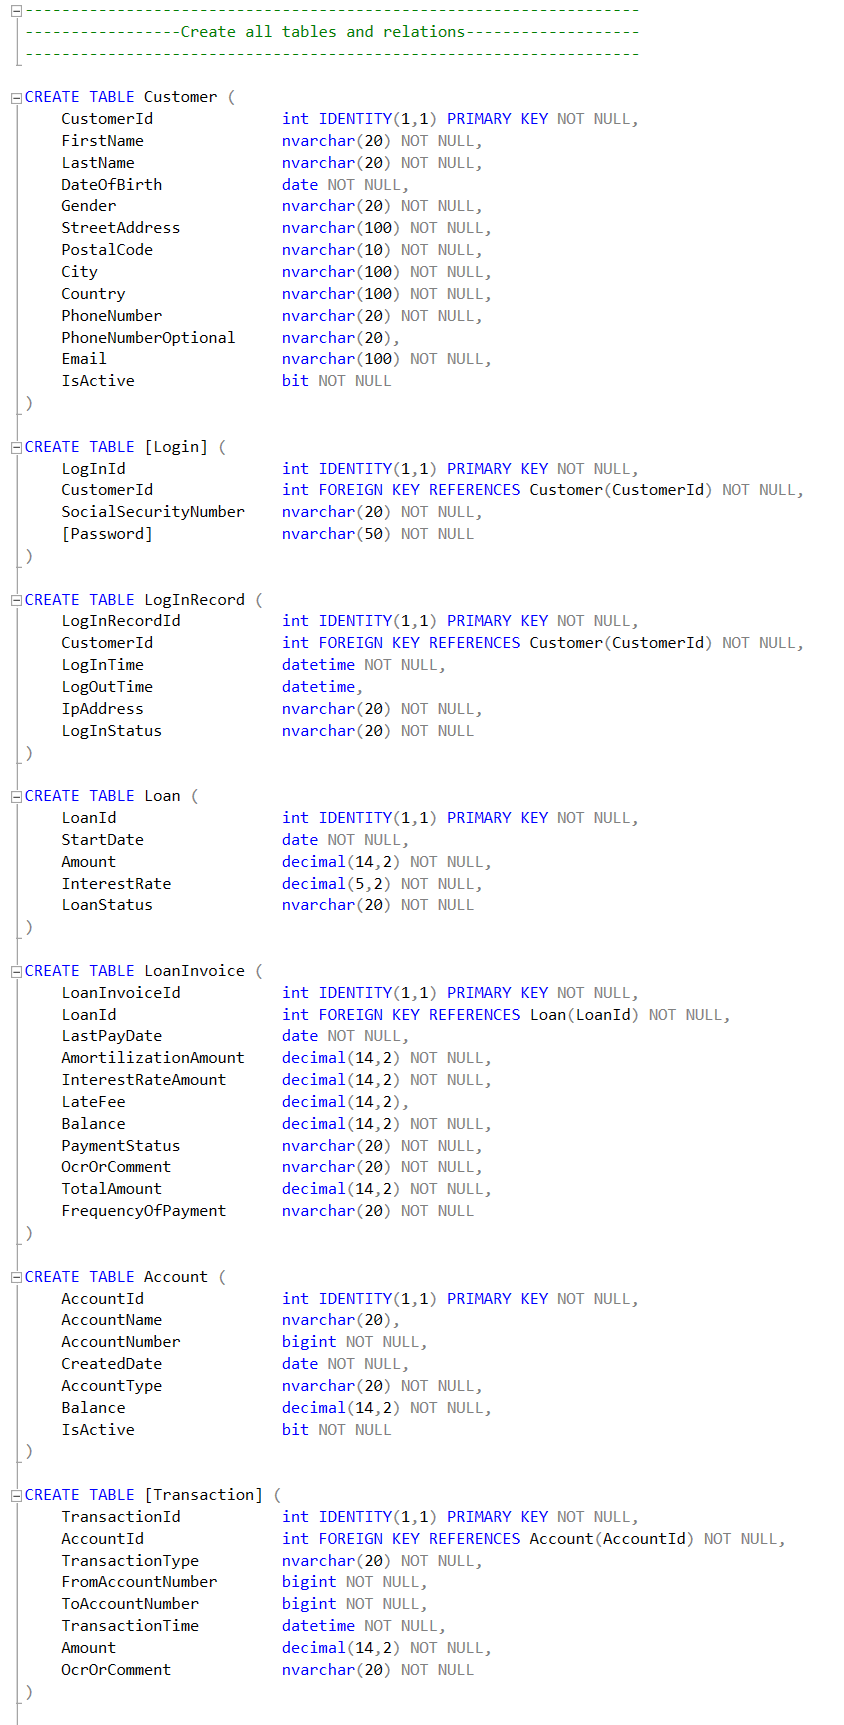 -------------------------------------------------------------------
-----------------Create all tables and relations-------------------
-------------------------------------------------------------------
CREATE TABLE Customer (
CustomerId int IDENTITY(1,1) PRIMARY KEY NOT NULL,
FirstName nvarchar(20) NOT NULL,
LastName nvarchar(20) NOT NULL,
DateOfBirth date NOT NULL,
Gender nvarchar(20) NOT NULL,
StreetAddress nvarchar(100) NOT NULL,
PostalCode nvarchar(10) NOT NULL,
City nvarchar(100) NOT NULL,
Country nvarchar(100) NOT NULL,
PhoneNumber nvarchar(20) NOT NULL,
PhoneNumberOptional nvarchar(20),
Email nvarchar(100) NOT NULL,
IsActive bit NOT NULL
)
CREATE TABLE [Login] (
LogInId int IDENTITY(1,1) PRIMARY KEY NOT NULL,
CustomerId int FOREIGN KEY REFERENCES Customer(CustomerId) NOT NULL,
SocialSecurityNumber nvarchar(20) NOT NULL,
[Password] nvarchar(50) NOT NULL
)
CREATE TABLE LogInRecord (
LogInRecordId int IDENTITY(1,1) PRIMARY KEY NOT NULL,
CustomerId int FOREIGN KEY REFERENCES Customer(CustomerId) NOT NULL,
LogInTime datetime NOT NULL,
LogOutTime datetime,
IpAddress nvarchar(20) NOT NULL,
LogInStatus nvarchar(20) NOT NULL
)
CREATE TABLE Loan (
LoanId int IDENTITY(1,1) PRIMARY KEY NOT NULL,
StartDate date NOT NULL,
Amount decimal(14,2) NOT NULL,
InterestRate decimal(5,2) NOT NULL,
LoanStatus nvarchar(20) NOT NULL
)
CREATE TABLE LoanInvoice (
LoanInvoiceId int IDENTITY(1,1) PRIMARY KEY NOT NULL,
LoanId int FOREIGN KEY REFERENCES Loan(LoanId) NOT NULL,
LastPayDate date NOT NULL,
AmortilizationAmount decimal(14,2) NOT NULL,
InterestRateAmount decimal(14,2) NOT NULL,
LateFee decimal(14,2),
Balance decimal(14,2) NOT NULL,
PaymentStatus nvarchar(20) NOT NULL,
OcrOrComment nvarchar(20) NOT NULL,
TotalAmount decimal(14,2) NOT NULL,
FrequencyOfPayment nvarchar(20) NOT NULL
)
CREATE TABLE Account (
AccountId int IDENTITY(1,1) PRIMARY KEY NOT NULL,
AccountName nvarchar(20),
AccountNumber bigint NOT NULL,
CreatedDate date NOT NULL,
AccountType nvarchar(20) NOT NULL,
Balance decimal(14,2) NOT NULL,
IsActive bit NOT NULL
)
CREATE TABLE [Transaction] (
TransactionId int IDENTITY(1,1) PRIMARY KEY NOT NULL,
AccountId int FOREIGN KEY REFERENCES Account(AccountId) NOT NULL,
TransactionType nvarchar(20) NOT NULL,
FromAccountNumber bigint NOT NULL,
ToAccountNumber bigint NOT NULL,
TransactionTime datetime NOT NULL,
Amount decimal(14,2) NOT NULL,
OcrOrComment nvarchar(20) NOT NULL
)